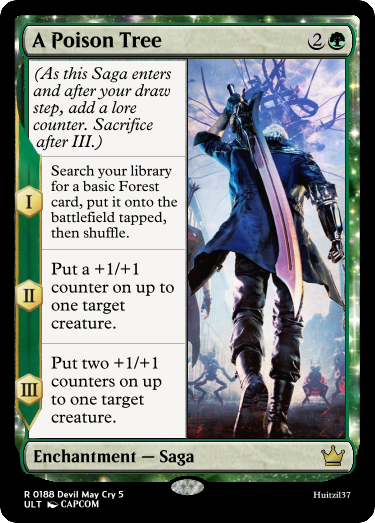 A Poison Tree 2
(As this Saga enters
and after your draw
step, add a lore
counter. Sacrifice
after III.)
I
Search your library
for a basic Forest
card, put it onto the
battlefield tapped,
then shuffle.
II
Put a +1/+1
counter on up to
one target
creature.
III
Put two +1/+1
counters on up
to one target
creature.
Enchantment — Saga
R 0188 Devil May Cry 5
ULT CAPCOM
Huitzil37